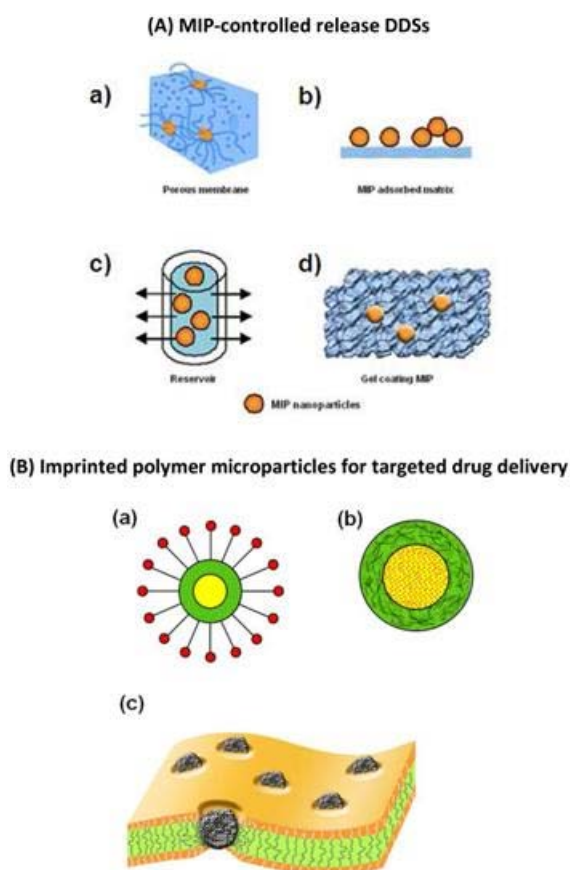 (A) MIP-controlled release DDSs
a)
b)
Porous membrane
MIP adsorbed matrix
c)
d)
Reservoir
Gel coating MIP
MIP nanoparticles
(B) Imprinted polymer microparticles for targeted drug delivery
(a)
(b)
(c)